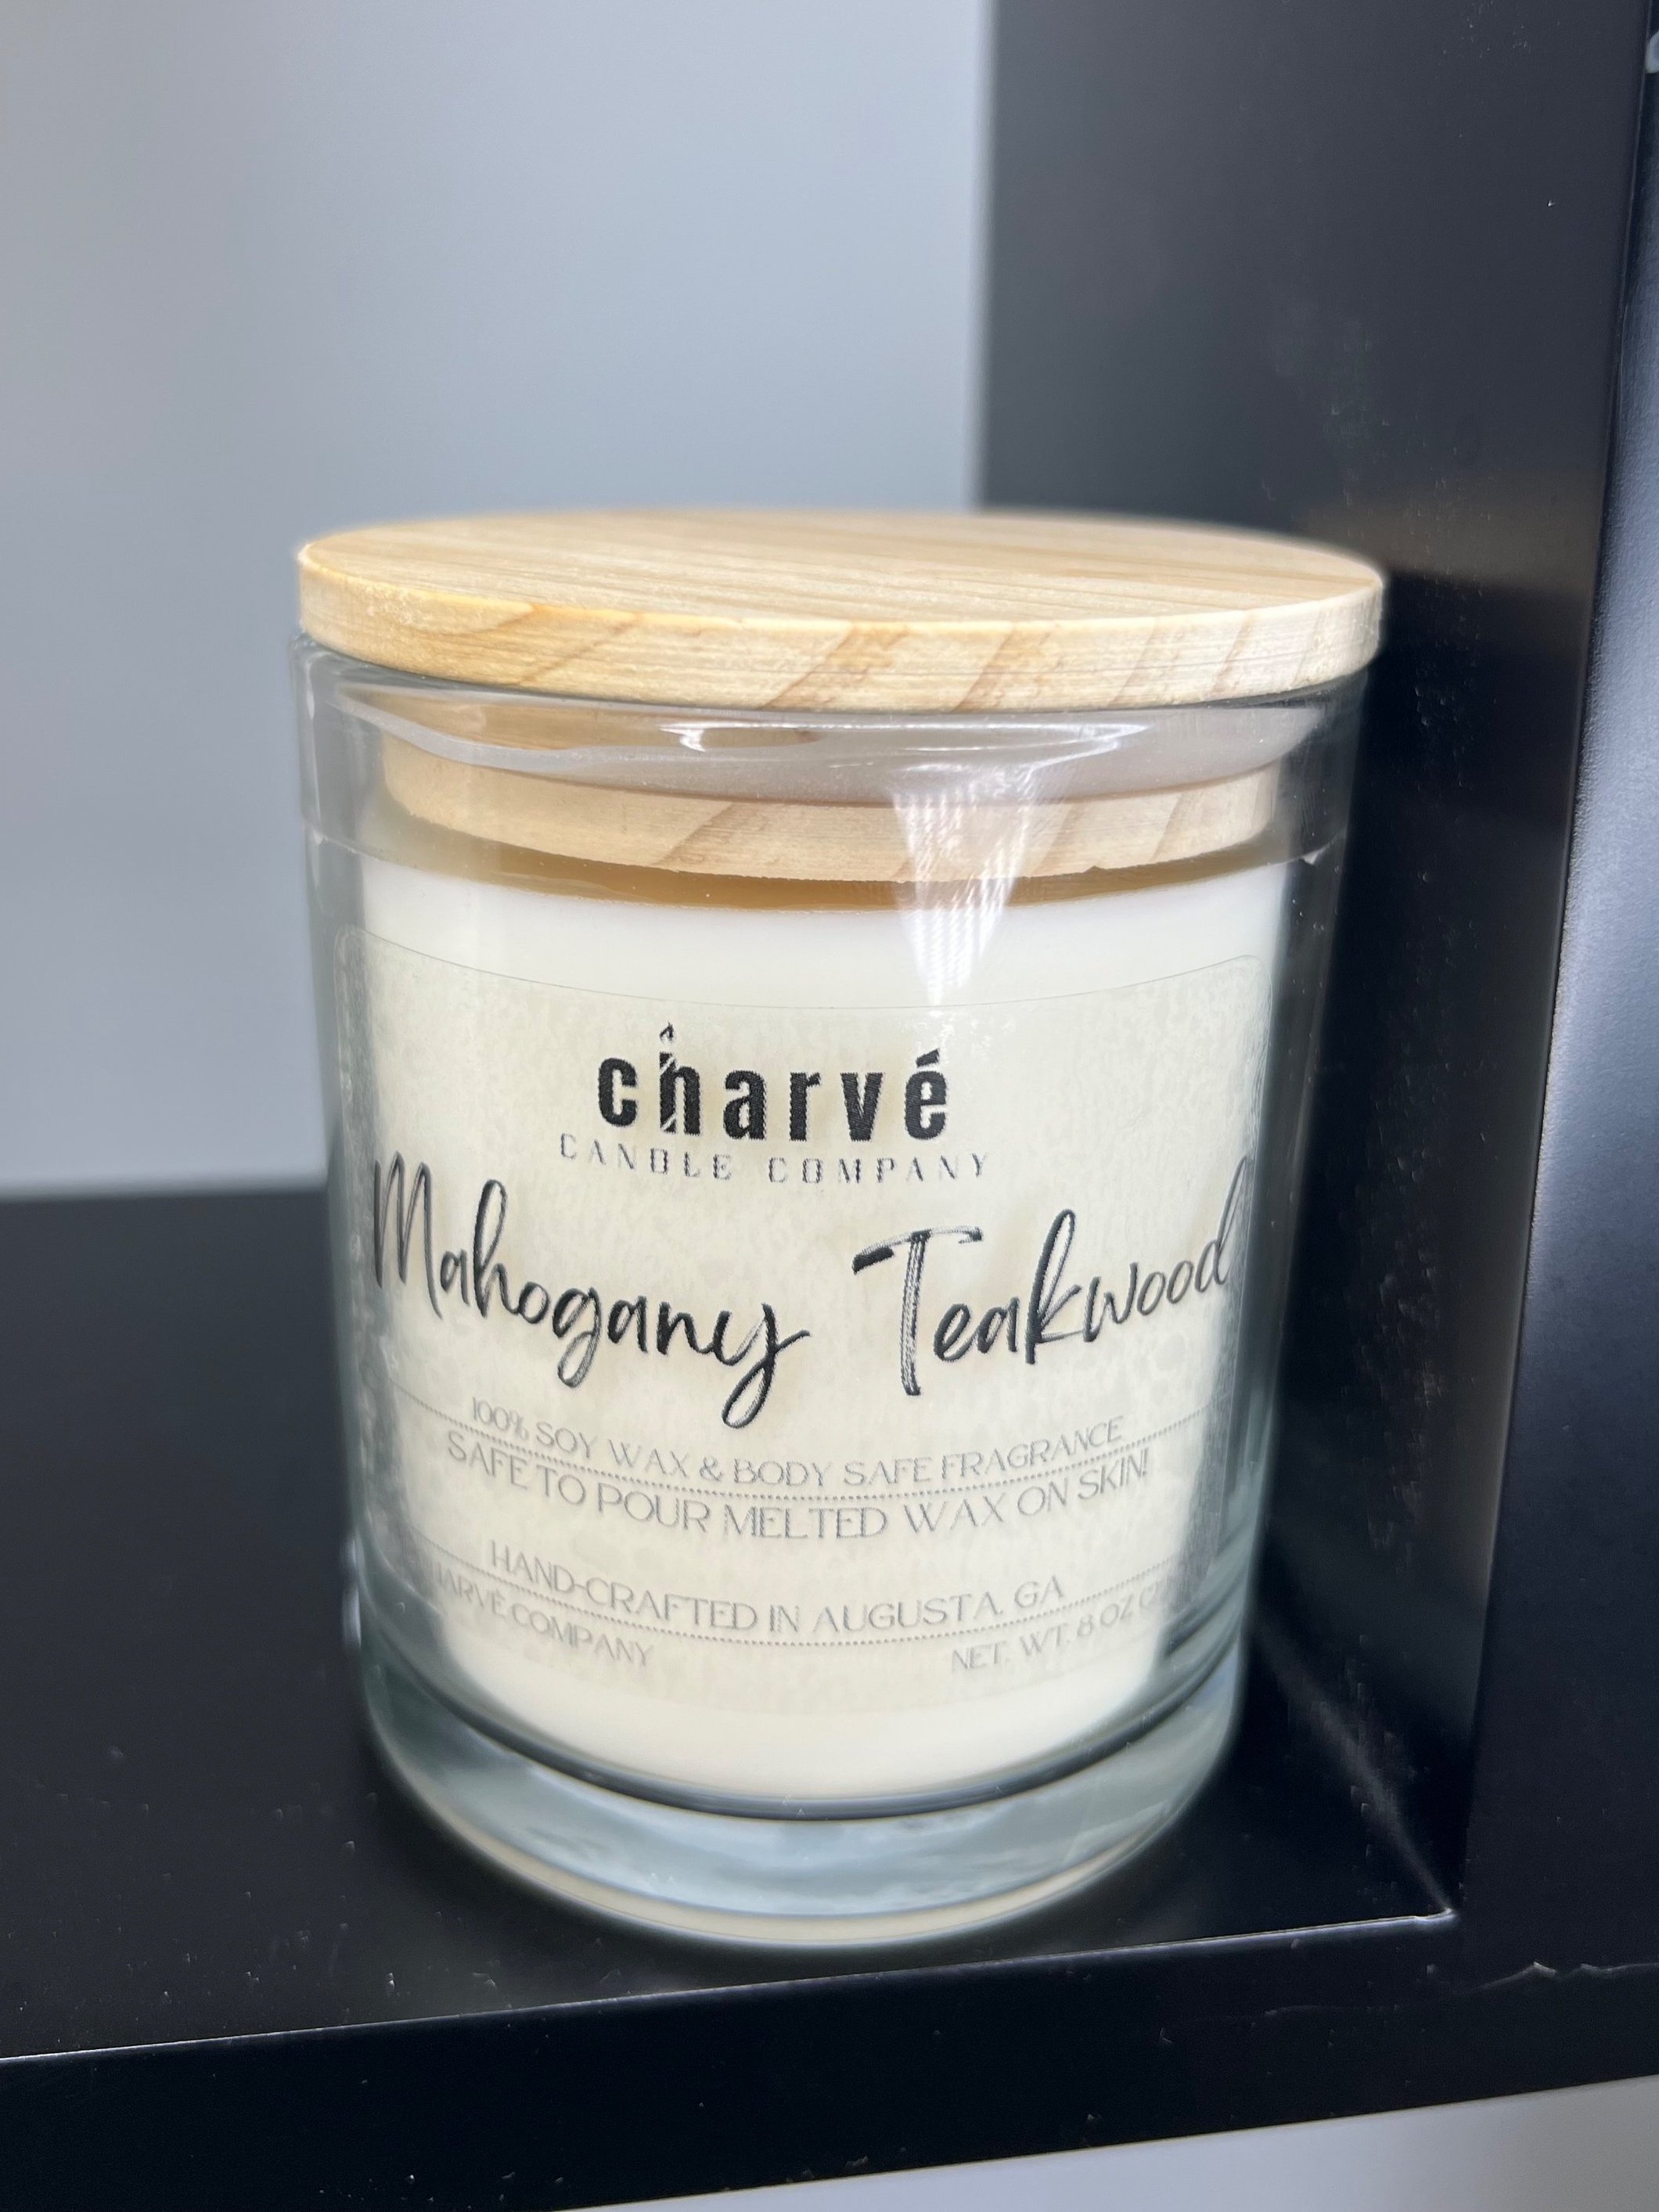 charvé
CANDLE COMPANY
Mahogany Teakwood
100% SOY WAX & BODY SAFE FRAGRANCE
SAFE TO POUR MELTED WAX ON SKIN!
HAND-CRAFTED IN AUGUSTA, GA
COMPANY NET. WT. 8 OZ